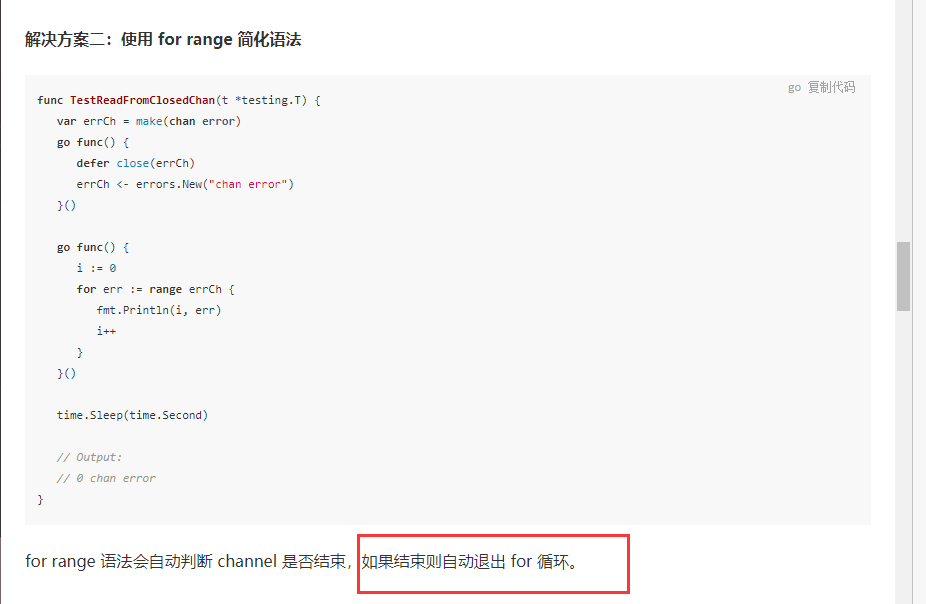 解决方案二：使用 for range 简化语法
go 复制代码
func TestReadFromClosedChan(t *testing.T) {
   var errCh = make(chan error)
   go func() {
      defer close(errCh)
      errCh <- errors.New("chan error")
   }()

   go func() {
      i := 0
      for err := range errCh {
         fmt.Println(i, err)
         i++
      }
   }()

   time.Sleep(time.Second)

   // Output:
   // 0 chan error
}
for range 语法会自动判断 channel 是否结束，如果结束则自动退出 for 循环。